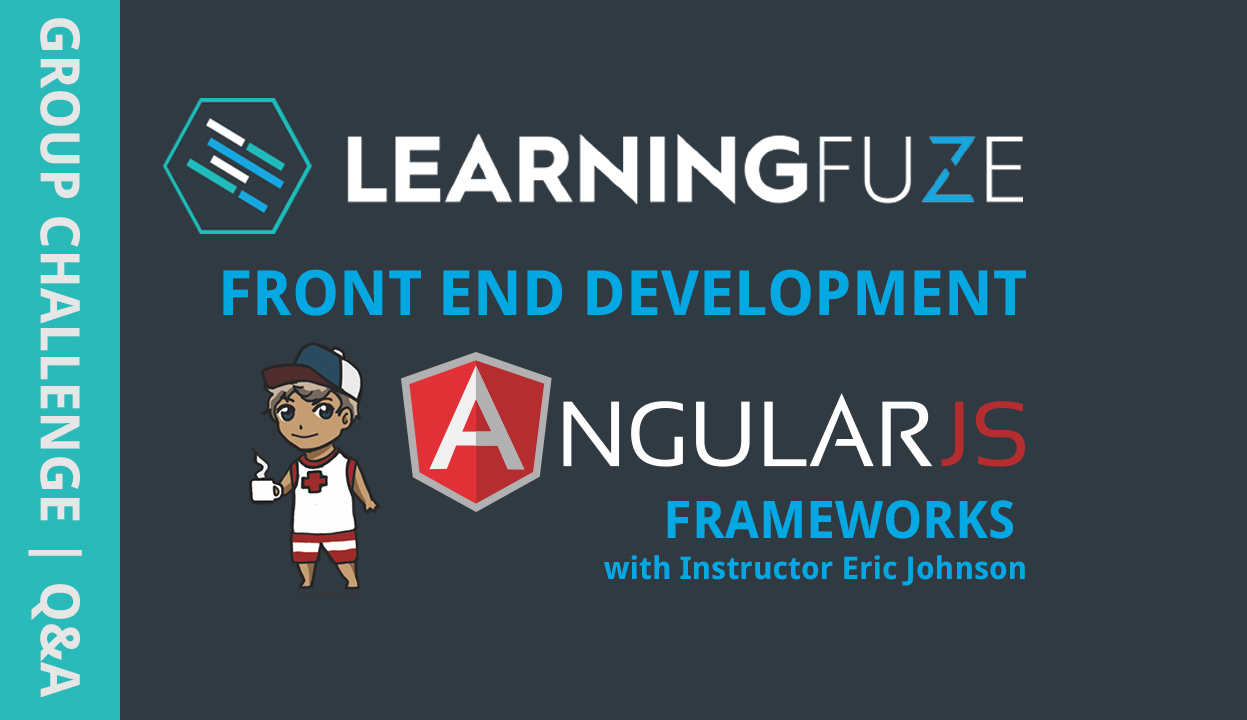 GROUP CHALLENGE | Q&A
LEARNINGFUZE
FRONT END DEVELOPMENT
ANGULARJS
FRAMEWORKS
with Instructor Eric Johnson